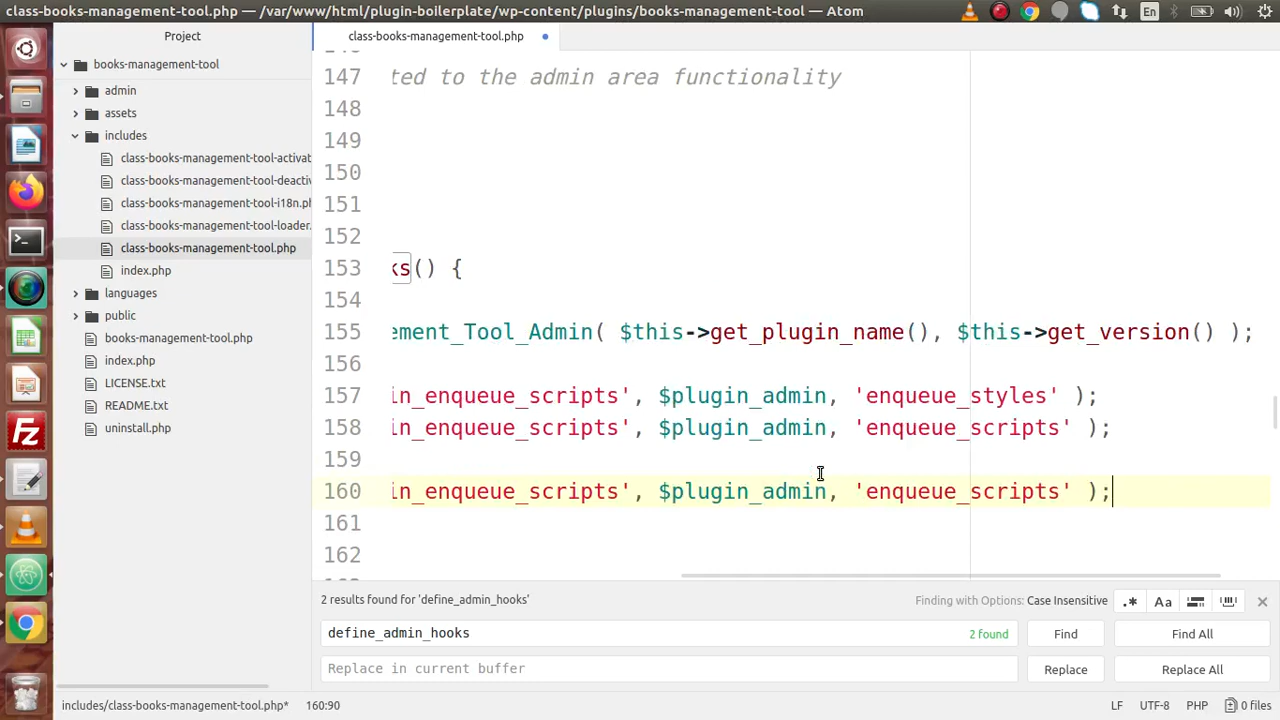 class-books-management-tool.php — /var/www/html/plugin-boilerplate/wp-content/plugins/books-management-tool — Atom
En
Project
class-books-management-tool.php
books-management-tool
admin
assets
includes
class-books-management-tool-activat
class-books-management-tool-deactiv
class-books-management-tool-i18n.ph
class-books-management-tool-loader.
class-books-management-tool.php
index.php
languages
public
books-management-tool.php
index.php
LICENSE.txt
README.txt
uninstall.php
147 ted to the admin area functionality
148
149
150
151
152
153 ks() {
154
155 ement_Tool_Admin( $this->get_plugin_name(), $this->get_version() );
156
157 in_enqueue_scripts', $plugin_admin, 'enqueue_styles' );
158 in_enqueue_scripts', $plugin_admin, 'enqueue_scripts' );
159
160 in_enqueue_scripts', $plugin_admin, 'enqueue_scripts' );
161
162
2 results found for 'define_admin_hooks'
Finding with Options: Case Insensitive
.* Aa
define_admin_hooks
2 found
Find
Find All
Replace in current buffer
Replace
Replace All
includes/class-books-management-tool.php* 160:90
LF UTF-8 PHP 0 files